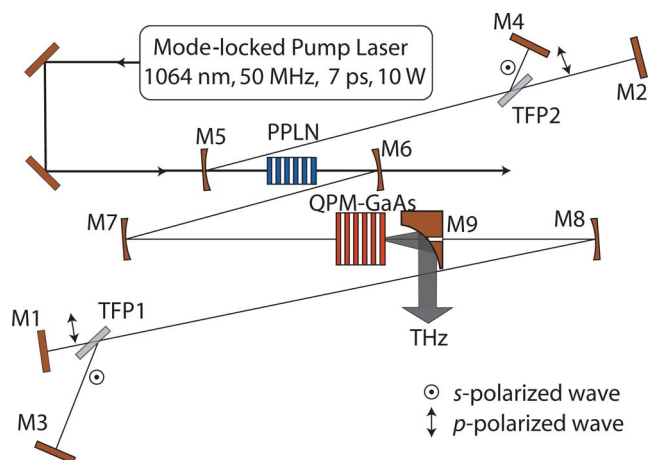 M4
Mode-locked Pump Laser
1064 nm, 50 MHz, 7 ps, 10 W
M2
TFP2
M5
PPLN
M6
QPM-GaAs
M7
M9
M8
TFP1
M1
THz
M3
s-polarized wave
p-polarized wave